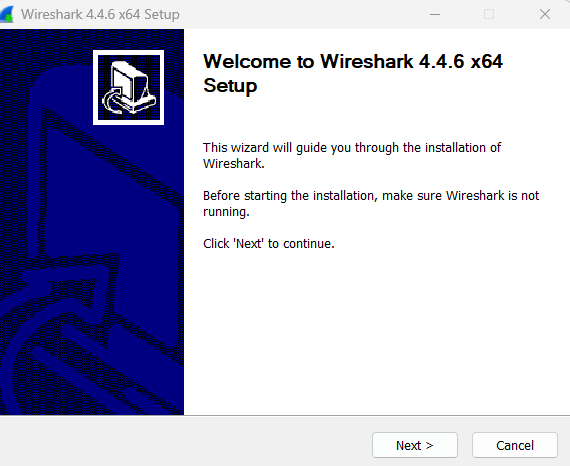 Wireshark 4.4.6 x64 Setup
Welcome to Wireshark 4.4.6 x64
Setup
This wizard will guide you through the installation of
Wireshark.
Before starting the installation, make sure Wireshark is not
running.
Click 'Next' to continue.
Next >
Cancel